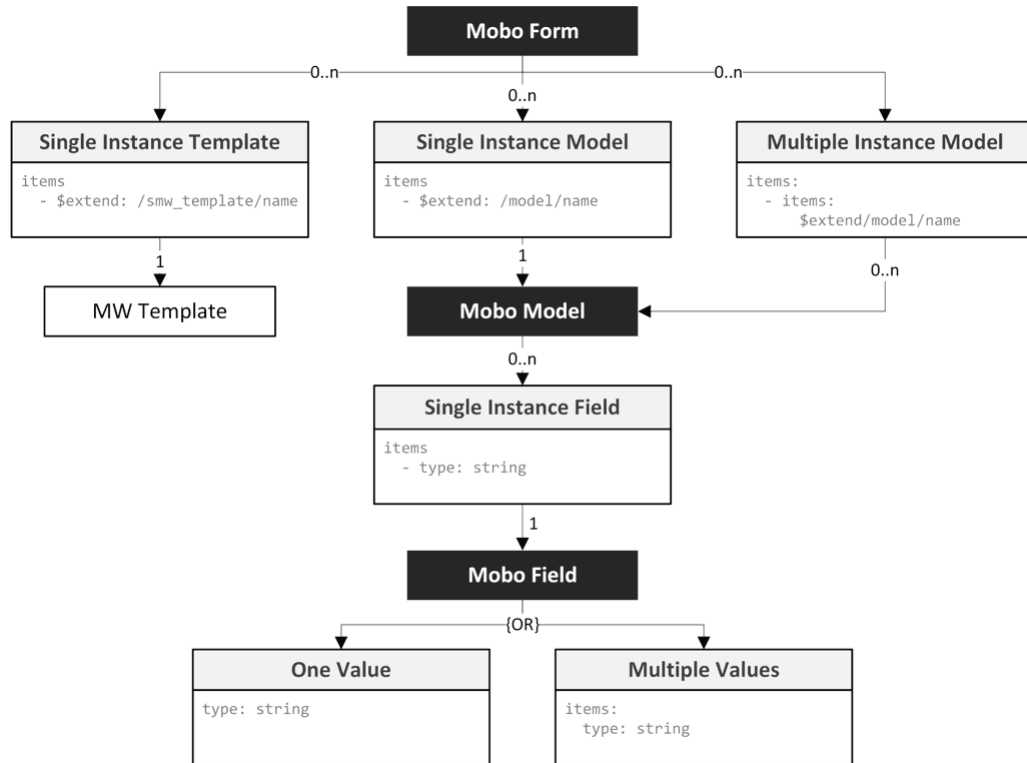 Mobo Form
0..n
0..n
0..n
Single Instance Template
items
  - $extend: /smw_template/name
Single Instance Model
items
  - $extend: /model/name
Multiple Instance Model
items:
  - items:
      $extend/model/name
1
1
0..n
MW Template
Mobo Model
0..n
Single Instance Field
items
  - type: string
1
Mobo Field
{OR}
One Value
type: string
Multiple Values
items:
  type: string